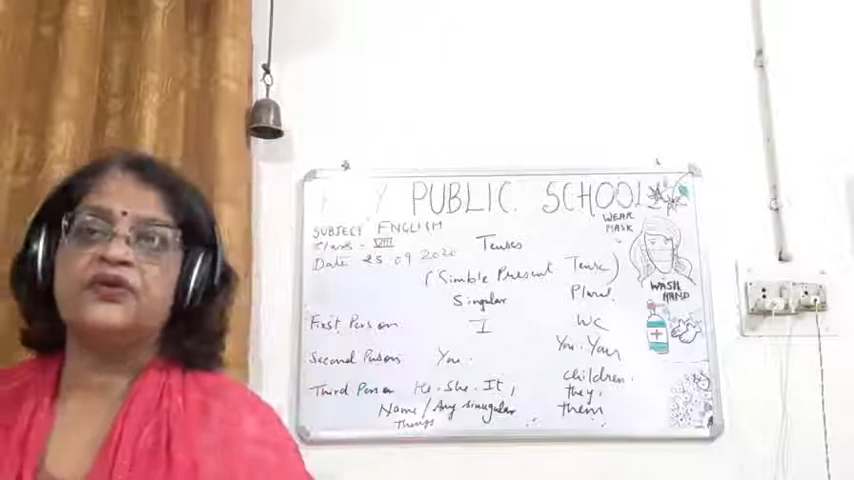 PUBLIC SCHOOL
WEAR
MASK
SUBJECT ENGLISH
Class - VIII
Date 25.09.2020
Tenses
(Simble Present Tense)
Singular Plural
WASH
HAND
First Person I We
Second Person You. You. Your
Third Person He. She. It, children.
they,
Name / Any sinugular them
Things